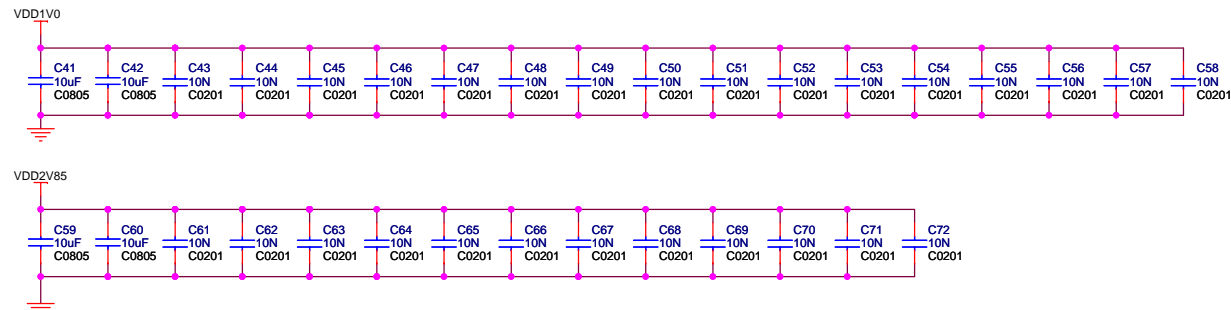 VDD1V0
C41 C42 C43 C44 C45 C46 C47 C48 C49 C50 C51 C52 C53 C54 C55 C56 C57 C58
10uF 10uF 10N 10N 10N 10N 10N 10N 10N 10N 10N 10N 10N 10N 10N 10N 10N 10N
C0805 C0805 C0201 C0201 C0201 C0201 C0201 C0201 C0201 C0201 C0201 C0201 C0201 C0201 C0201 C0201 C0201 C0201
VDD2V85
C59 C60 C61 C62 C63 C64 C65 C66 C67 C68 C69 C70 C71 C72
10uF 10uF 10N 10N 10N 10N 10N 10N 10N 10N 10N 10N 10N 10N
C0805 C0805 C0201 C0201 C0201 C0201 C0201 C0201 C0201 C0201 C0201 C0201 C0201 C0201